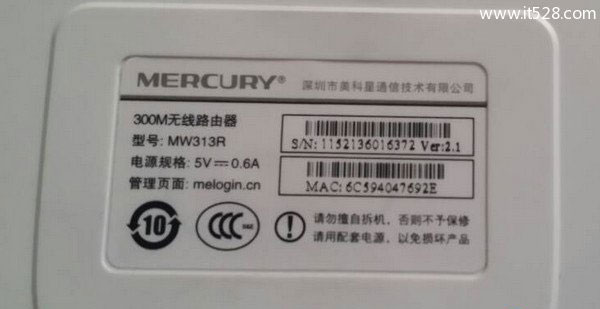 www.it528.com
MERCURY® 深圳市美科星通信技术有限公司
300M无线路由器
型号: MW313R
电源规格: 5V⎓0.6A
管理页面: melogin.cn
S/N: 1152136016372 Ver:2.1
MAC: 6C594047692E
10
CCC
请勿擅自拆机，否则不予保修
请用配套电源，以免损坏产品